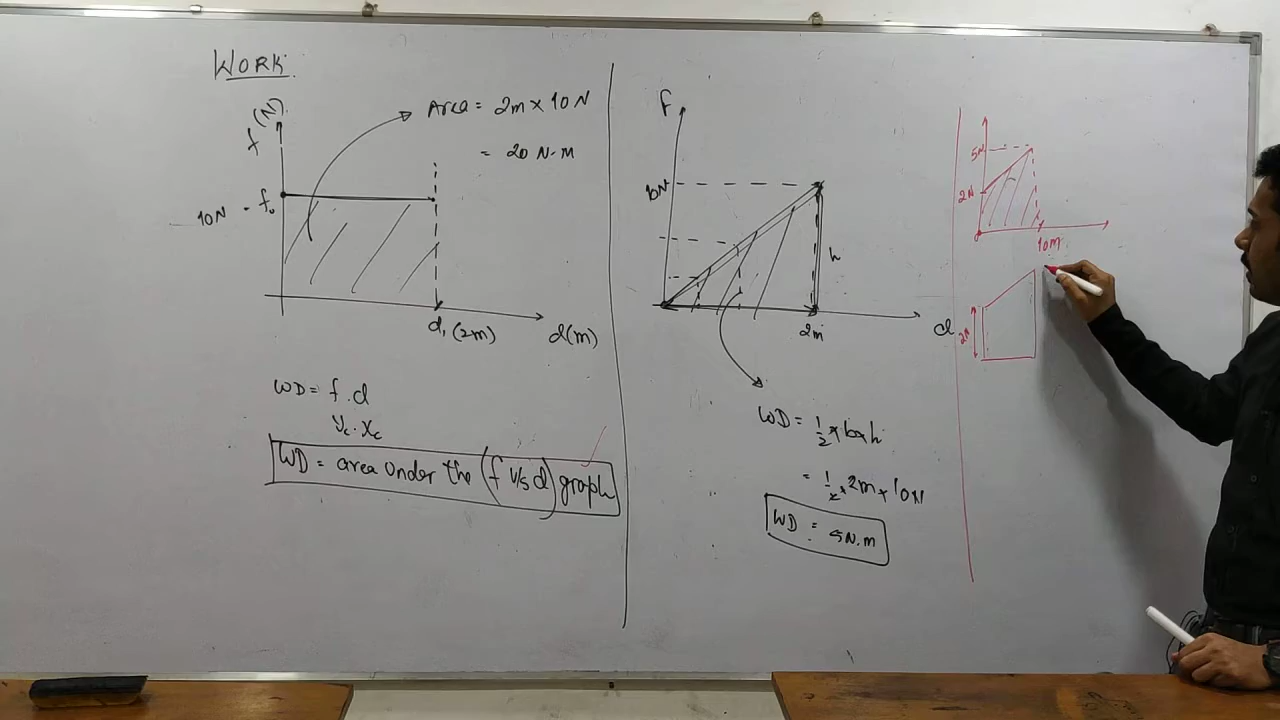 WORK
f (N)
Area = 2m × 10 N
= 20 N·m
10N - f₀
d₁ (2m)
d(m)
WD = f.d
WD = area under the (f v/s d) graph
F
10N
h
2m
d
WD = 1/2 × b × h
= 1/2 × 2m × 10N
WD = 5N.m
5N
2N
0
10m